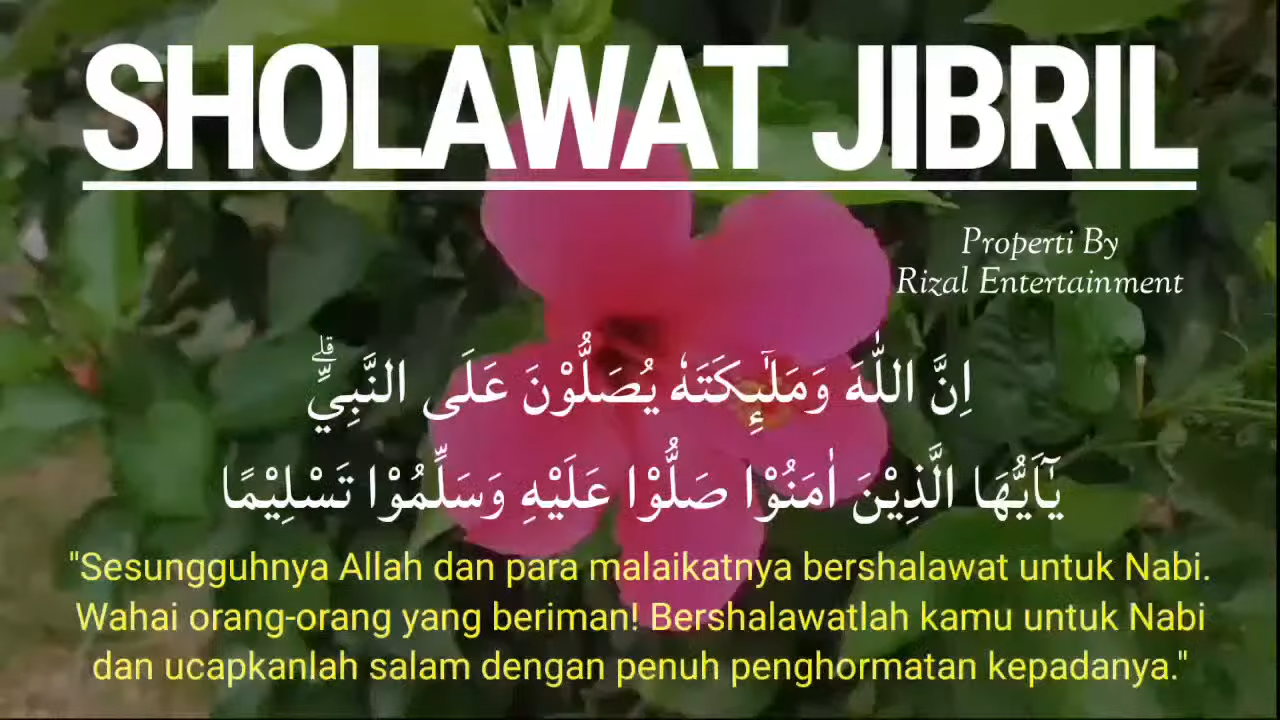 SHOLAWAT JIBRIL
Properti By
Rizal Entertainment
اِنَّ اللّٰهَ وَمَلٰۤىِٕكَتَهٗ يُصَلُّوْنَ عَلَى النَّبِيِّۗ
يٰٓاَيُّهَا الَّذِيْنَ اٰمَنُوْا صَلُّوْا عَلَيْهِ وَسَلِّمُوْا تَسْلِيْمًا
"Sesungguhnya Allah dan para malaikatnya bershalawat untuk Nabi.
Wahai orang-orang yang beriman! Bershalawatlah kamu untuk Nabi
dan ucapkanlah salam dengan penuh penghormatan kepadanya."